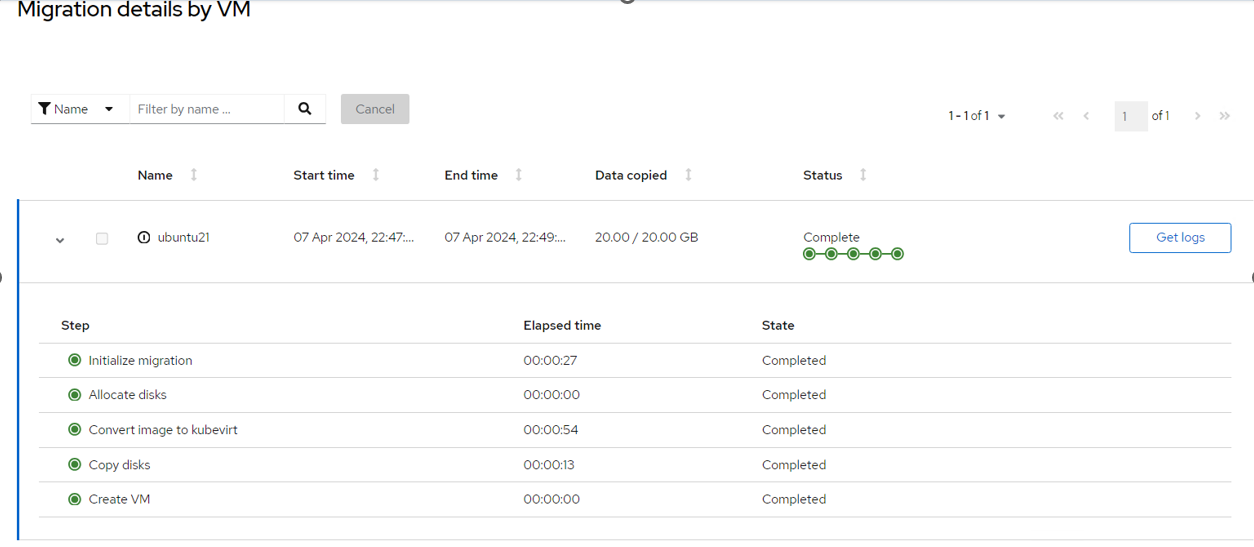 Migration details by VM
Name Filter by name ... Cancel
1 - 1 of 1 1 of 1
Name Start time End time Data copied Status
ubuntu21 07 Apr 2024, 22:47:... 07 Apr 2024, 22:49:... 20.00 / 20.00 GB Complete Get logs
Step Elapsed time State
Initialize migration 00:00:27 Completed
Allocate disks 00:00:00 Completed
Convert image to kubevirt 00:00:54 Completed
Copy disks 00:00:13 Completed
Create VM 00:00:00 Completed